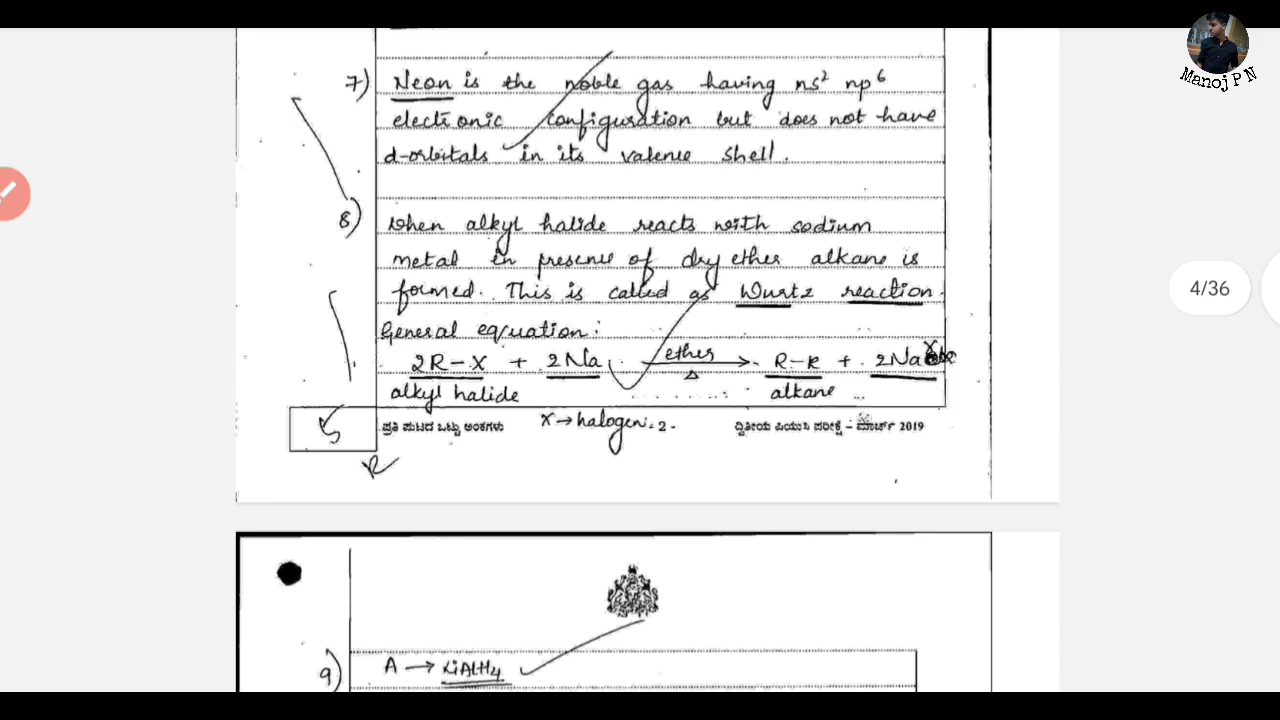 Manoj P N
7) Neon is the noble gas having ns² np⁶
electronic configuration but does not have
d-orbitals in its valence shell.
8) When alkyl halide reacts with sodium
metal in presence of dry ether alkane is
formed. This is called as Wurtz reaction.
General equation:
2R-X + 2Na ether → Δ R-R + 2NaX
alkyl halide alkane
4/36
ಪ್ರತಿ ಪುಟದ ಒಟ್ಟು ಅಂಕಗಳು X → halogen. - 2 - ದ್ವಿತೀಯ ಪಿಯುಸಿ ಪರೀಕ್ಷೆ - ಮಾರ್ಚ್ 2019
9) A → LiAlH4